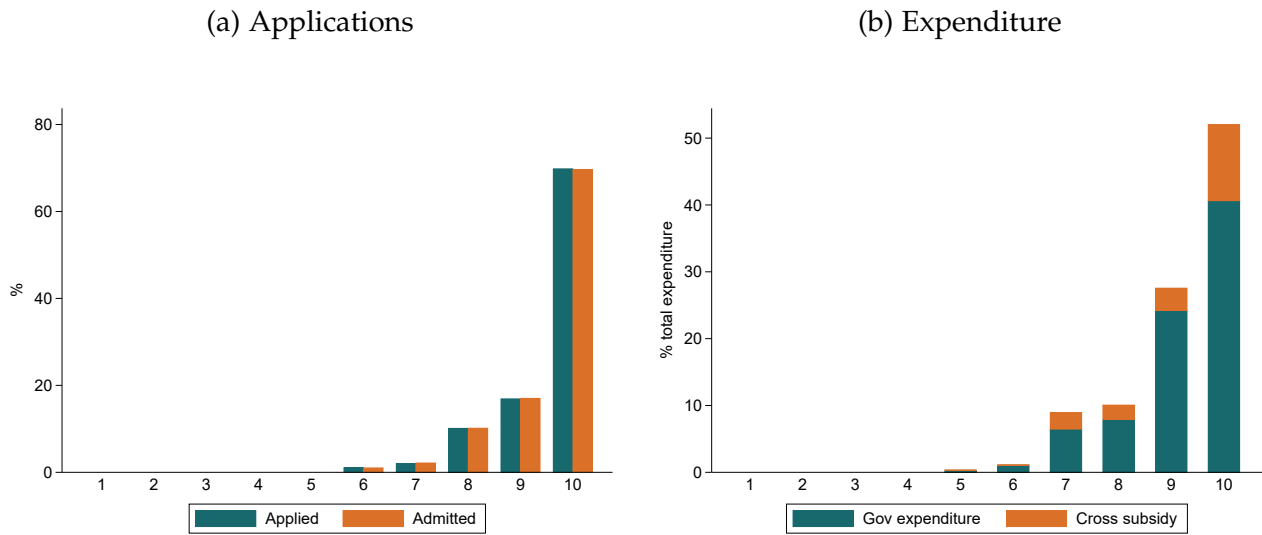 (a) Applications
80
60
40
20
0
%
1 2 3 4 5 6 7 8 9 10
Applied Admitted
(b) Expenditure
50
40
30
20
10
0
% total expenditure
1 2 3 4 5 6 7 8 9 10
Gov expenditure Cross subsidy